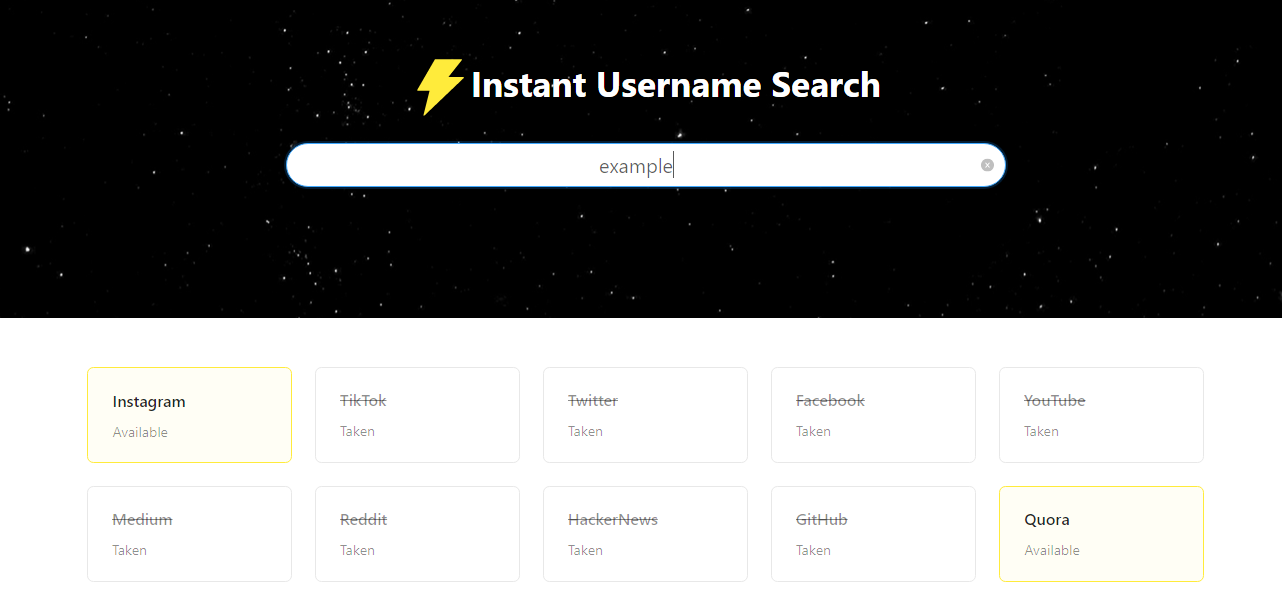 Instant Username Search
example
Instagram
Available
TikTok
Taken
Twitter
Taken
Facebook
Taken
YouTube
Taken
Medium
Taken
Reddit
Taken
HackerNews
Taken
GitHub
Taken
Quora
Available